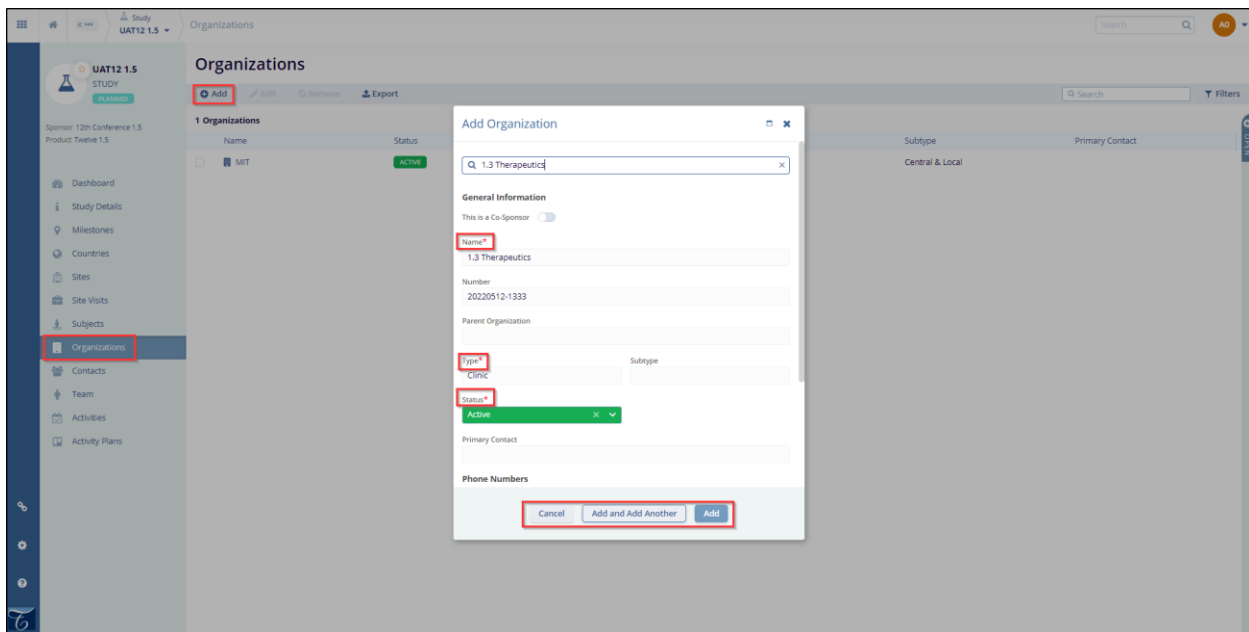 Study
UAT12 1.5
Organizations
Search
AD
UAT12 1.5
STUDY
PLANNED
Sponsor 12th Conference 1.5
Product Twelve 1.5
Dashboard
Study Details
Milestones
Countries
Sites
Site Visits
Subjects
Organizations
Contacts
Team
Activities
Activity Plans
Organizations
Add Edit Remove Export
Search
Filters
1 Organizations
Name Status Subtype Primary Contact
MIT ACTIVE Central & Local
OPEN
Add Organization
1.3 Therapeutics
General Information
This is a Co-Sponsor
Name*
1.3 Therapeutics
Number
20220512-1333
Parent Organization
Type* Subtype
Clinic
Status*
Active
Primary Contact
Phone Numbers
Cancel Add and Add Another Add